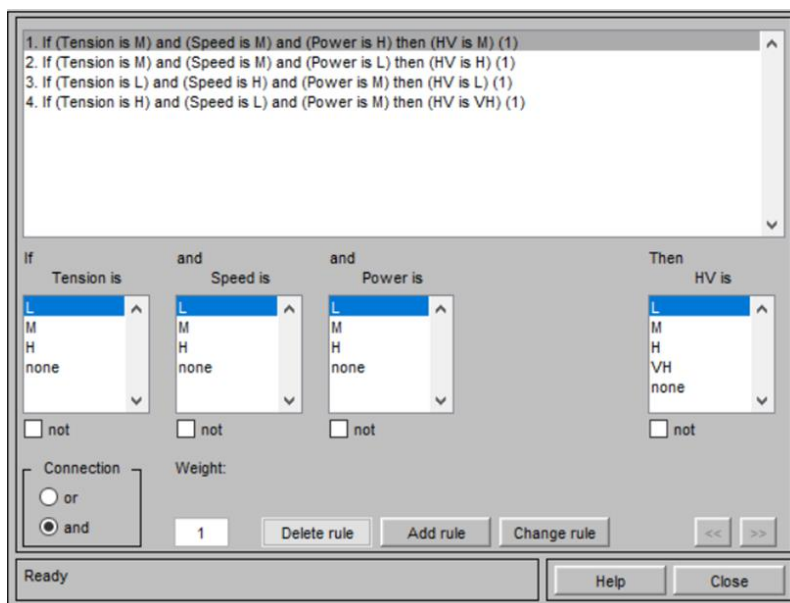 1. If (Tension is M) and (Speed is M) and (Power is H) then (HV is M) (1)
2. If (Tension is M) and (Speed is M) and (Power is L) then (HV is H) (1)
3. If (Tension is L) and (Speed is H) and (Power is M) then (HV is L) (1)
4. If (Tension is H) and (Speed is L) and (Power is M) then (HV is VH) (1)
If and and Then
Tension is Speed is Power is HV is
L L L L
M M M M
H H H H
none none none VH
none
not not not not
Connection Weight:
or
and 1 Delete rule Add rule Change rule << >>
Ready Help Close